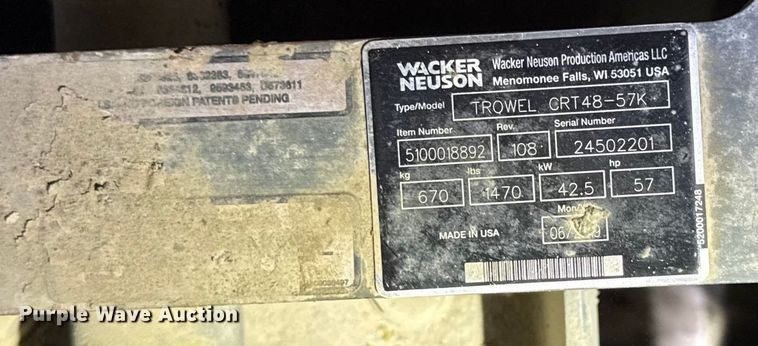 WACKER
NEUSON
Wacker Neuson Production Americas LLC
Menomonee Falls, WI 53051 USA
Type/Model TROWEL CRT48-57K
Item Number Rev. Serial Number
5100018892 108 24502201
kg lbs kW hp
670 1470 42.5 57
MADE IN USA
5200017248
PATENTS PENDING
Purple Wave Auction